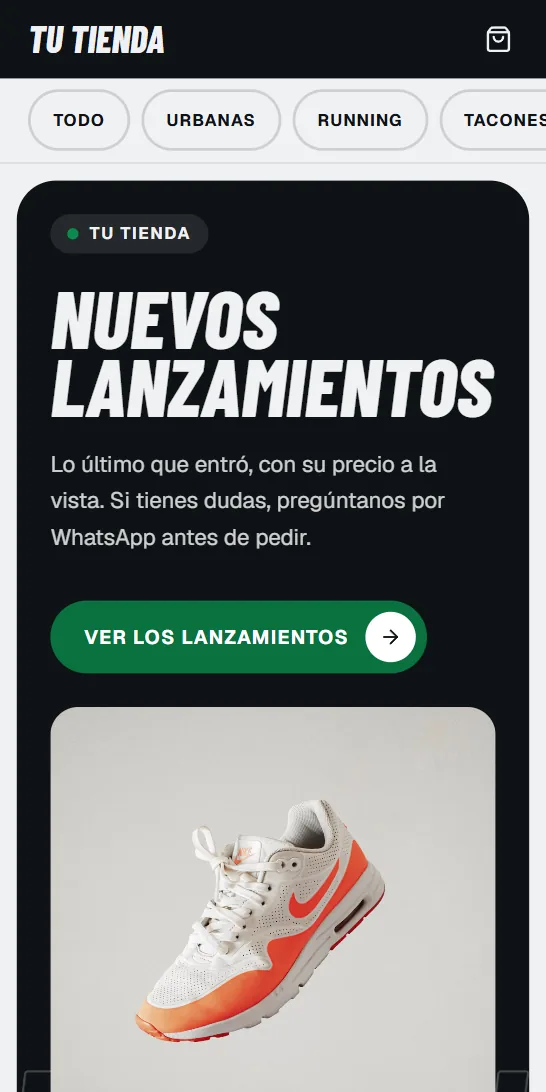 TU TIENDA
TODO
URBANAS
RUNNING
TACONES
TU TIENDA
NUEVOS
LANZAMIENTOS
Lo último que entró, con su precio a la
vista. Si tienes dudas, pregúntanos por
WhatsApp antes de pedir.
VER LOS LANZAMIENTOS